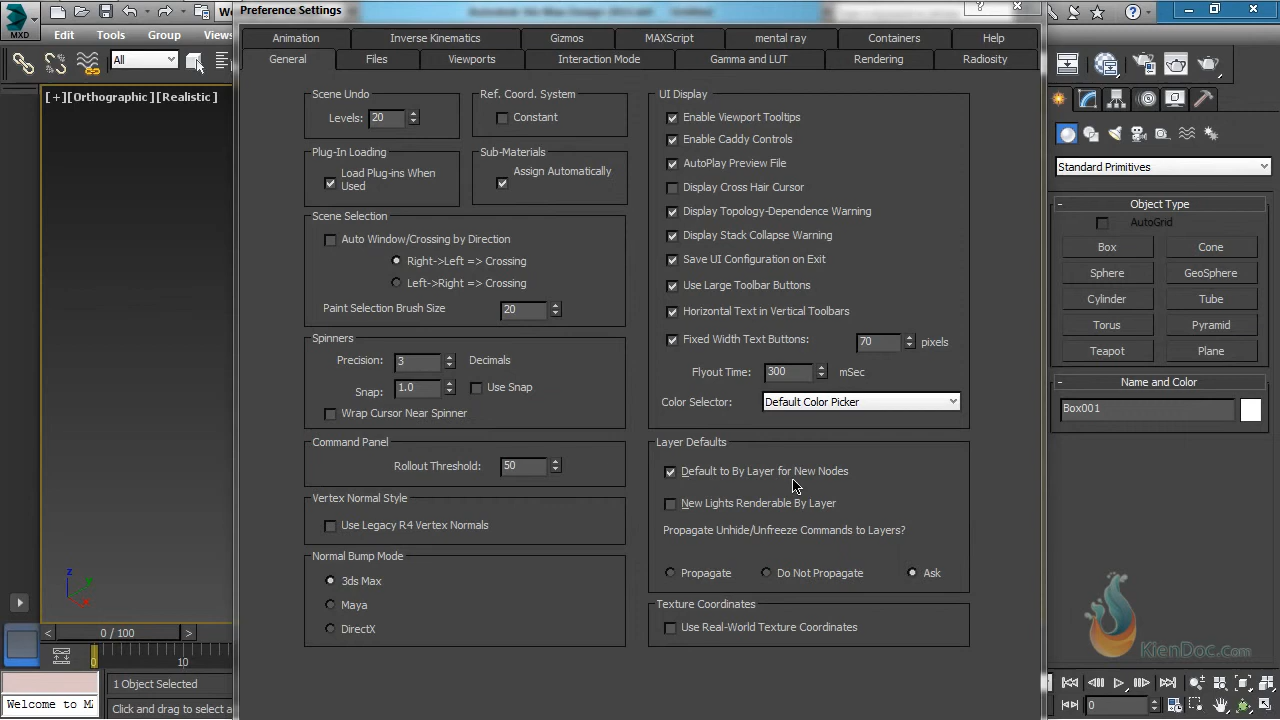 Preference Settings
?
MXD
Edit
Tools
Group
Views
Animation
Inverse Kinematics
Gizmos
MAXScript
mental ray
Containers
Help
General
Files
Viewports
Interaction Mode
Gamma and LUT
Rendering
Radiosity
All
[+][Orthographic][Realistic]
Scene Undo
Levels: 20
Ref. Coord. System
Constant
Plug-In Loading
Load Plug-ins When
Used
Sub-Materials
Assign Automatically
Scene Selection
Auto Window/Crossing by Direction
Right->Left => Crossing
Left->Right => Crossing
Paint Selection Brush Size 20
Spinners
Precision: 3 Decimals
Snap: 1.0 Use Snap
Wrap Cursor Near Spinner
Command Panel
Rollout Threshold: 50
Vertex Normal Style
Use Legacy R4 Vertex Normals
Normal Bump Mode
3ds Max
Maya
DirectX
UI Display
Enable Viewport Tooltips
Enable Caddy Controls
AutoPlay Preview File
Display Cross Hair Cursor
Display Topology-Dependence Warning
Display Stack Collapse Warning
Save UI Configuration on Exit
Use Large Toolbar Buttons
Horizontal Text in Vertical Toolbars
Fixed Width Text Buttons: 70 pixels
Flyout Time: 300 mSec
Color Selector: Default Color Picker
Layer Defaults
Default to By Layer for New Nodes
New Lights Renderable By Layer
Propagate Unhide/Unfreeze Commands to Layers?
Propagate
Do Not Propagate
Ask
Texture Coordinates
Use Real-World Texture Coordinates
Standard Primitives
- Object Type
AutoGrid
Box
Cone
Sphere
GeoSphere
Cylinder
Tube
Torus
Pyramid
Teapot
Plane
- Name and Color
Box001
KienDoc.com
z
x
< 0 / 100 >
0
10
1 Object Selected
Welcome to M
Click and drag to select a
0